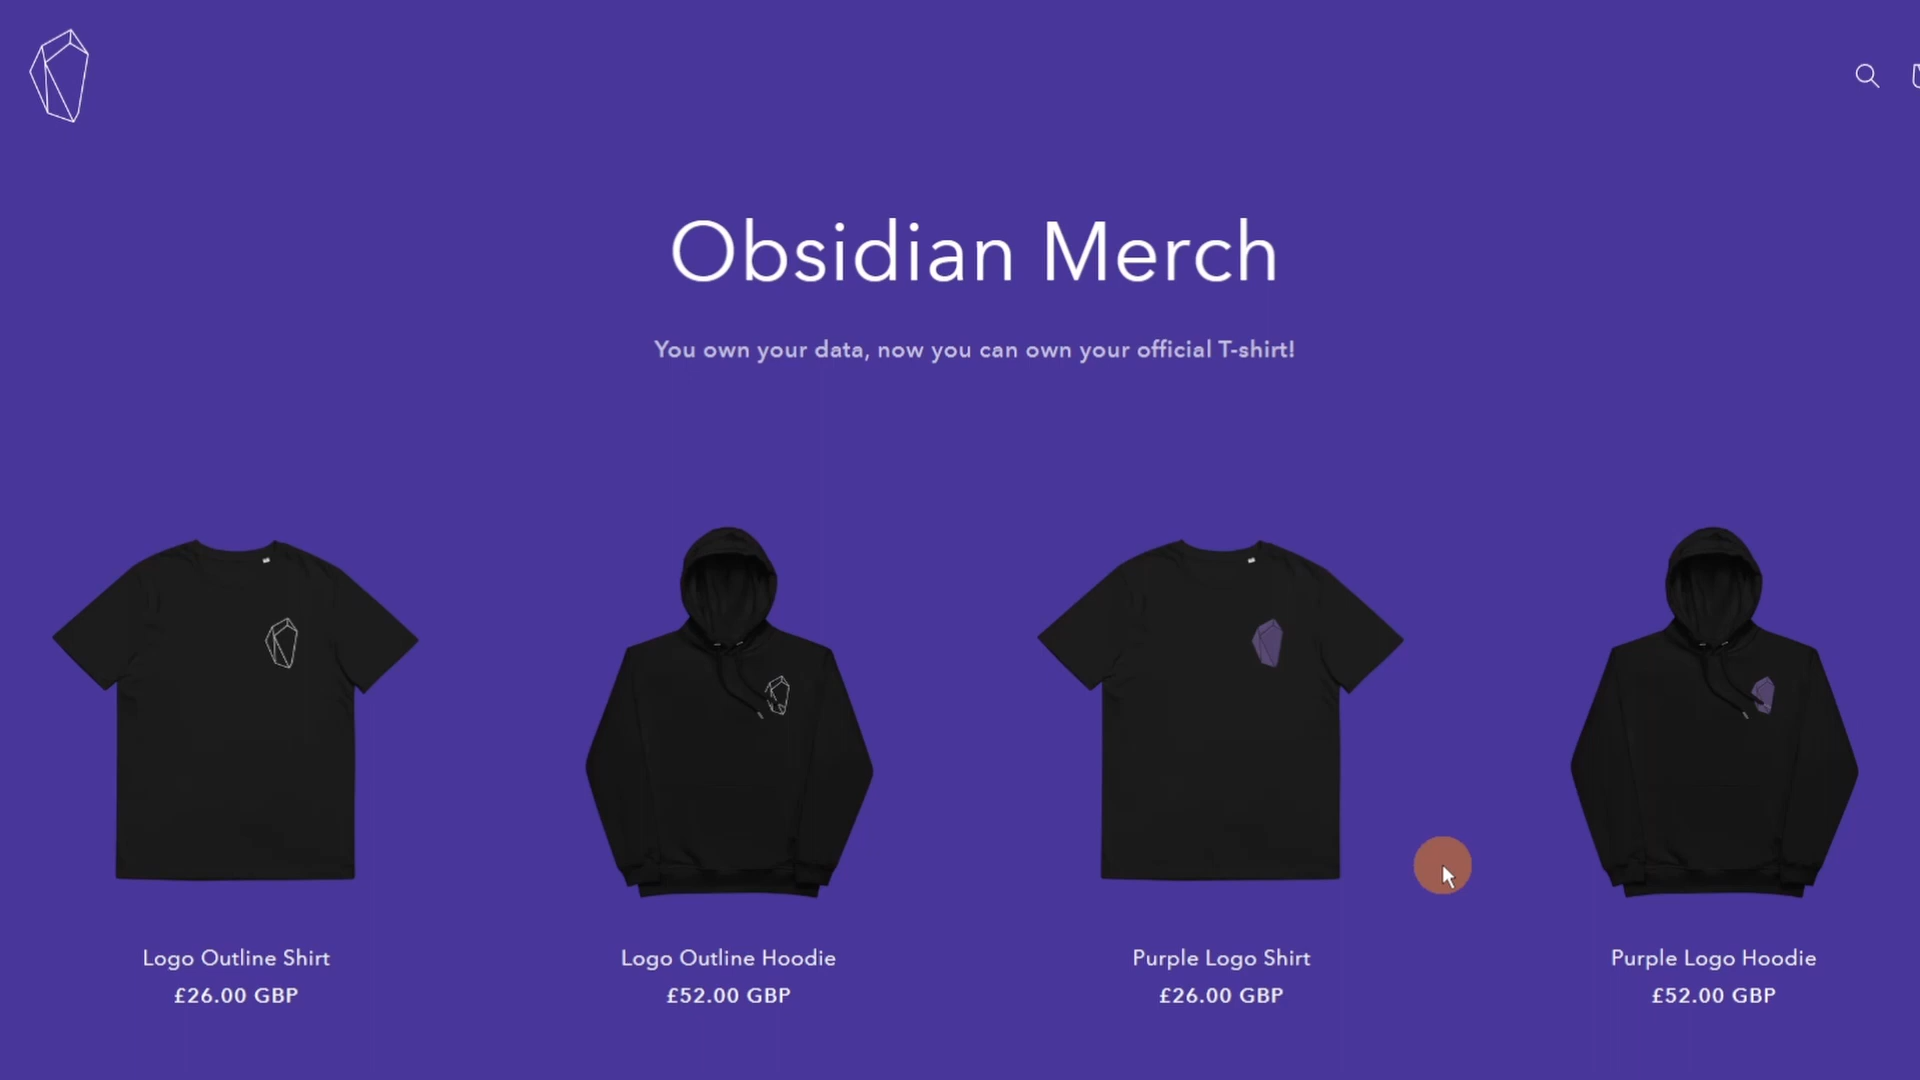 Obsidian Merch
You own your data, now you can own your official T-shirt!
Logo Outline Shirt
£26.00 GBP
Logo Outline Hoodie
£52.00 GBP
Purple Logo Shirt
£26.00 GBP
Purple Logo Hoodie
£52.00 GBP